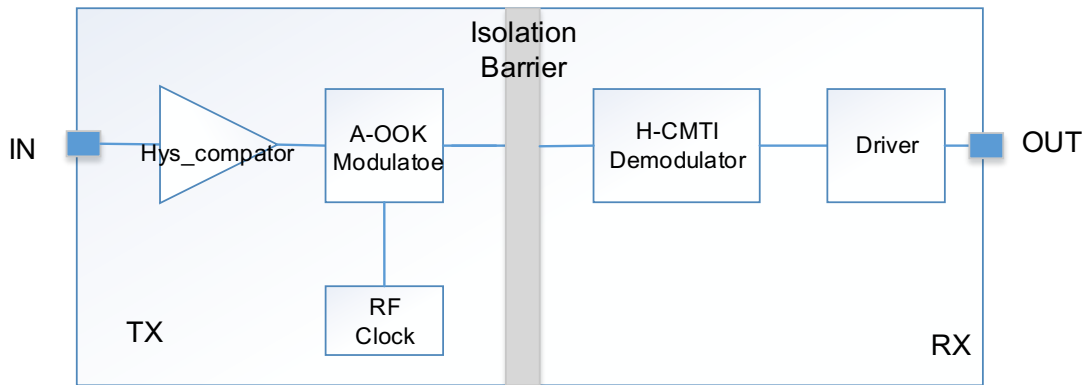 Isolation
Barrier
IN
Hys_compator
A-OOK
Modulatoe
H-CMTI
Demodulator
Driver
OUT
RF
Clock
TX
RX